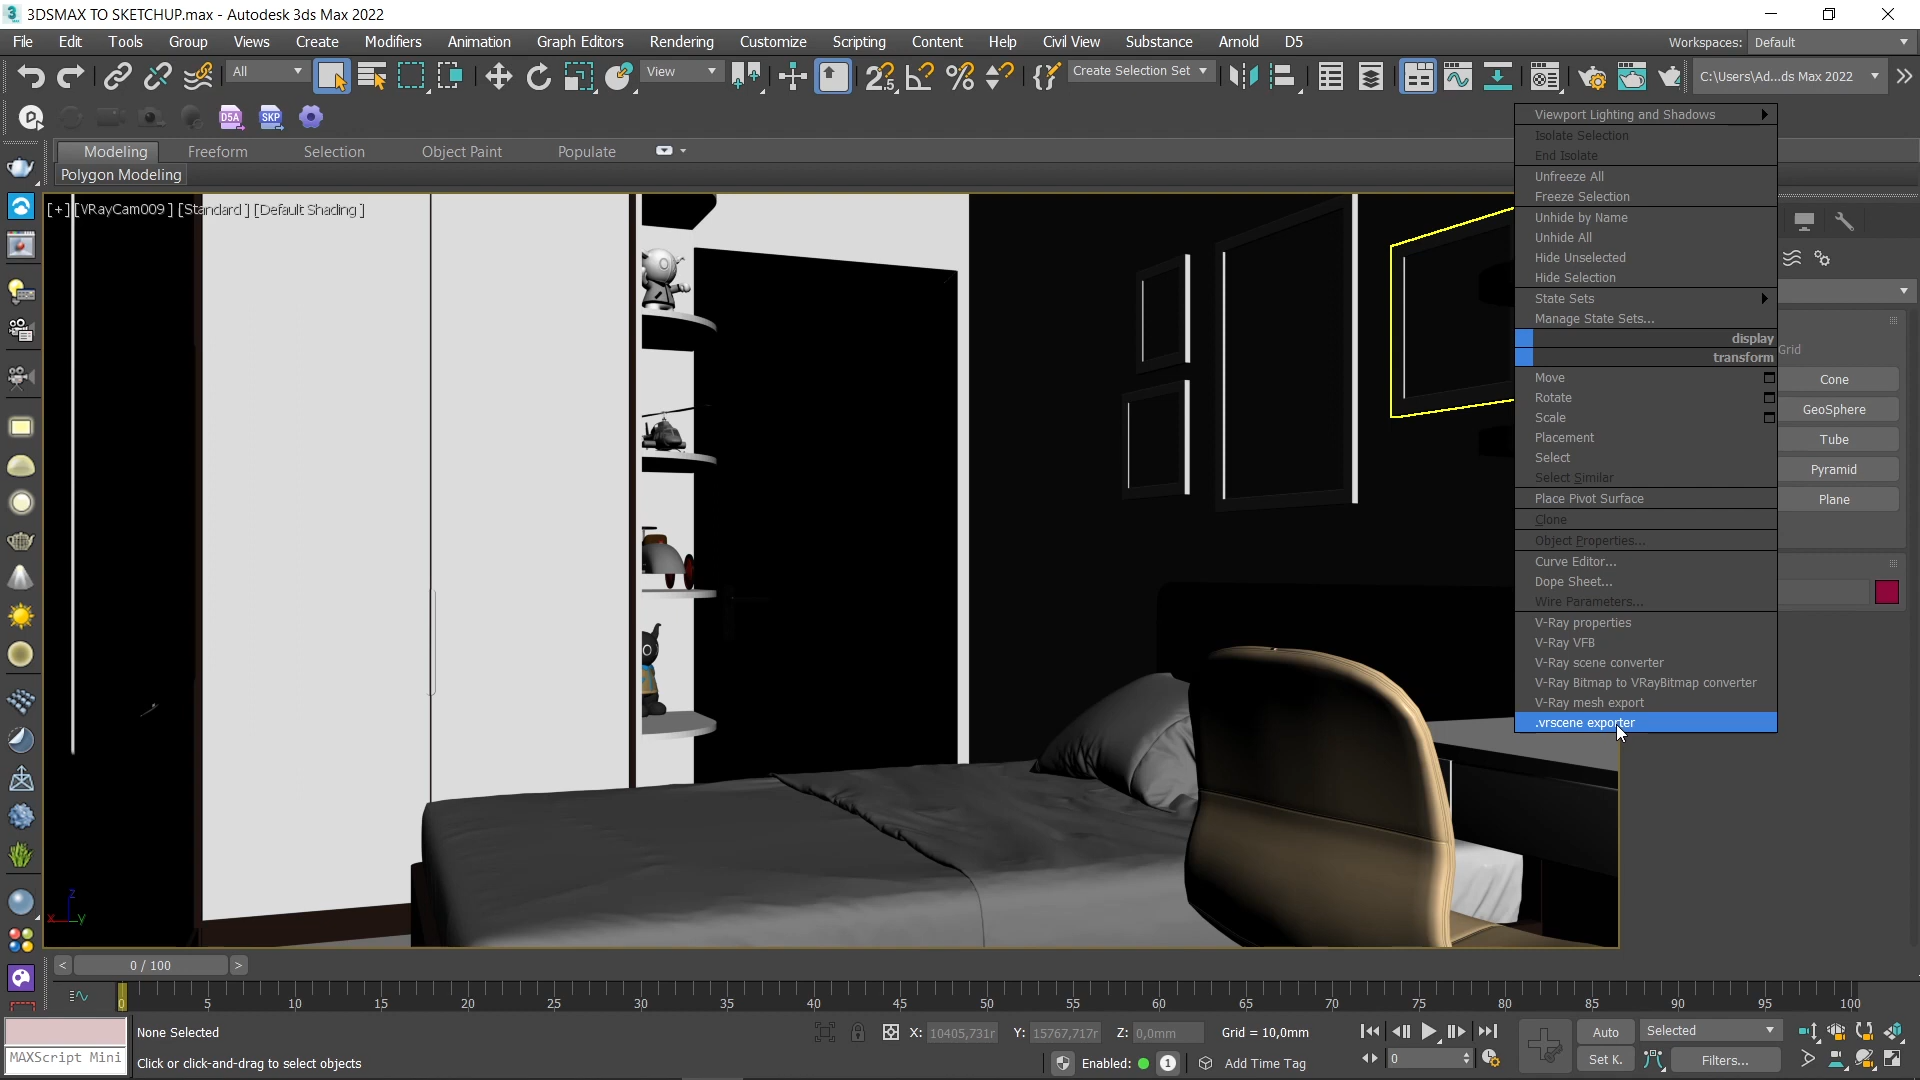 3DSMAX TO SKETCHUP.max - Autodesk 3ds Max 2022
File Edit Tools Group Views Create Modifiers Animation Graph Editors Rendering Customize Scripting Content Help Civil View Substance Arnold D5 Workspaces: Default
All View Create Selection Set C:\Users\Ad...ds Max 2022
D5A SKP
Modeling Freeform Selection Object Paint Populate
Polygon Modeling
[+] [VRayCam009 ] [Standard ] [Default Shading ]
Viewport Lighting and Shadows
Isolate Selection
End Isolate
Unfreeze All
Freeze Selection
Unhide by Name
Unhide All
Hide Unselected
Hide Selection
State Sets
Manage State Sets...
display
transform
Move
Rotate
Scale
Placement
Select
Select Similar
Place Pivot Surface
Clone
Object Properties...
Curve Editor...
Dope Sheet...
Wire Parameters...
V-Ray properties
V-Ray VFB
V-Ray scene converter
V-Ray Bitmap to VRayBitmap converter
V-Ray mesh export
.vrscene exporter
Grid
Cone
GeoSphere
Tube
Pyramid
Plane
z
x y
< 0 / 100 >
0 5 10 15 20 25 30 35 40 45 50 55 60 65 70 75 80 85 90 95 100
None Selected X: 10405,731r Y: 15767,717r Z: 0,0mm Grid = 10,0mm Auto Selected
MAXScript Mini Click or click-and-drag to select objects Enabled: 1 Add Time Tag 0 Set K. Filters...